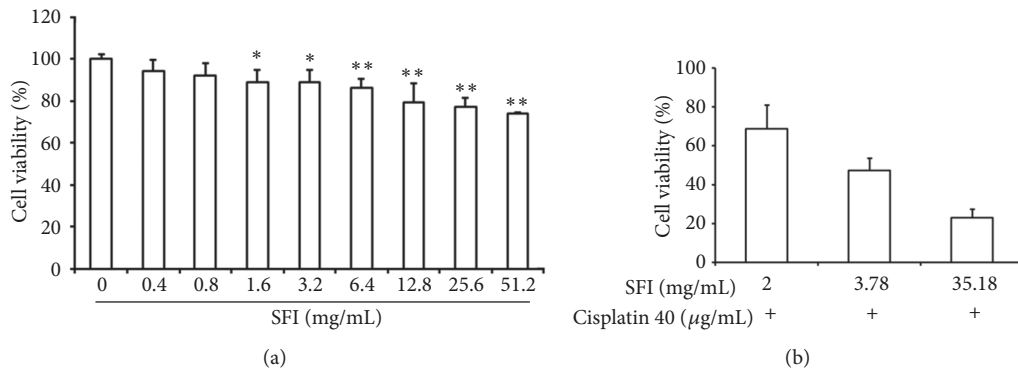 120
100
80
60
40
20
0
Cell viability (%)
* * ** ** ** **
0 0.4 0.8 1.6 3.2 6.4 12.8 25.6 51.2
SFI (mg/mL)
(a)
100
80
60
40
20
0
Cell viability (%)
SFI (mg/mL) 2 3.78 35.18
Cisplatin 40 (μg/mL) + + +
(b)